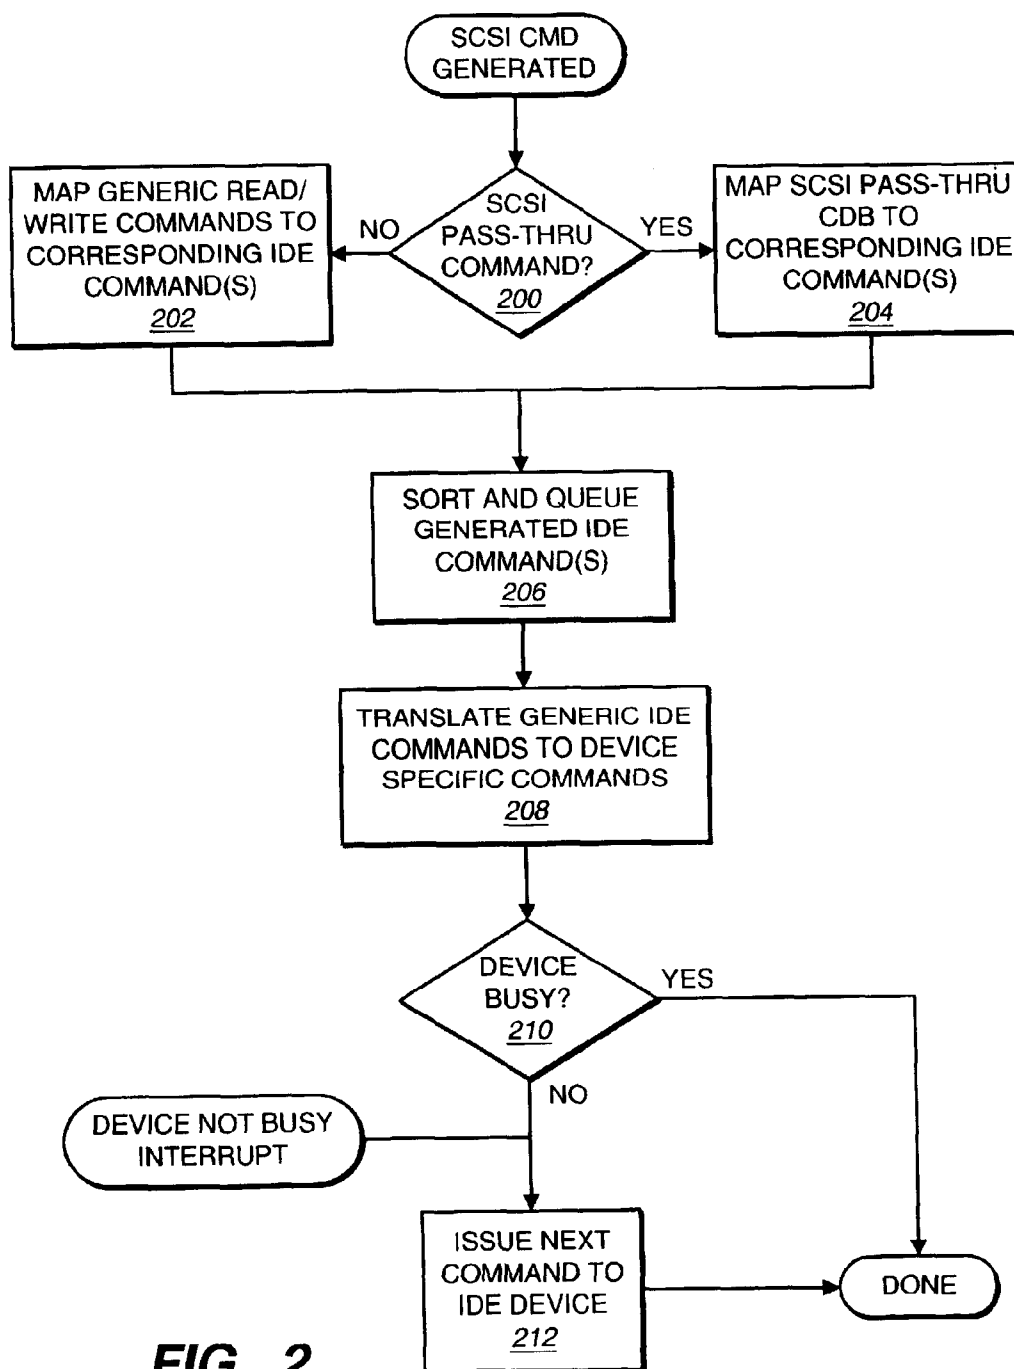 SCSI CMD
GENERATED
MAP GENERIC READ/
WRITE COMMANDS TO
CORRESPONDING IDE
COMMAND(S)
202
NO
SCSI
PASS-THRU
COMMAND?
200
YES
MAP SCSI PASS-THRU
CDB TO
CORRESPONDING IDE
COMMAND(S)
204
SORT AND QUEUE
GENERATED IDE
COMMAND(S)
206
TRANSLATE GENERIC IDE
COMMANDS TO DEVICE
SPECIFIC COMMANDS
208
DEVICE
BUSY?
210
YES
NO
DEVICE NOT BUSY
INTERRUPT
ISSUE NEXT
COMMAND TO
IDE DEVICE
212
DONE
FIG_2